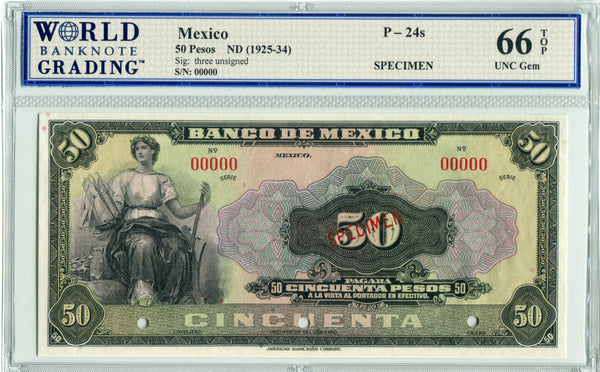 WORLD
BANKNOTE
GRADING™
Mexico
50 Pesos ND (1925-34)
Sig: three unsigned
S/N: 00000
P – 24s
SPECIMEN
66 TOP
UNC Gem
50
BANCO DE MEXICO
50
Nº
00000
SERIE
MEXICO.
Nº
00000
SERIE
50
SPECIMEN
PAGARA
50 CINCUENTA PESOS 50
A LA VISTA AL PORTADOR EN EFECTIVO.
50
CINCUENTA
50
AMERICAN BANK NOTE COMPANY.